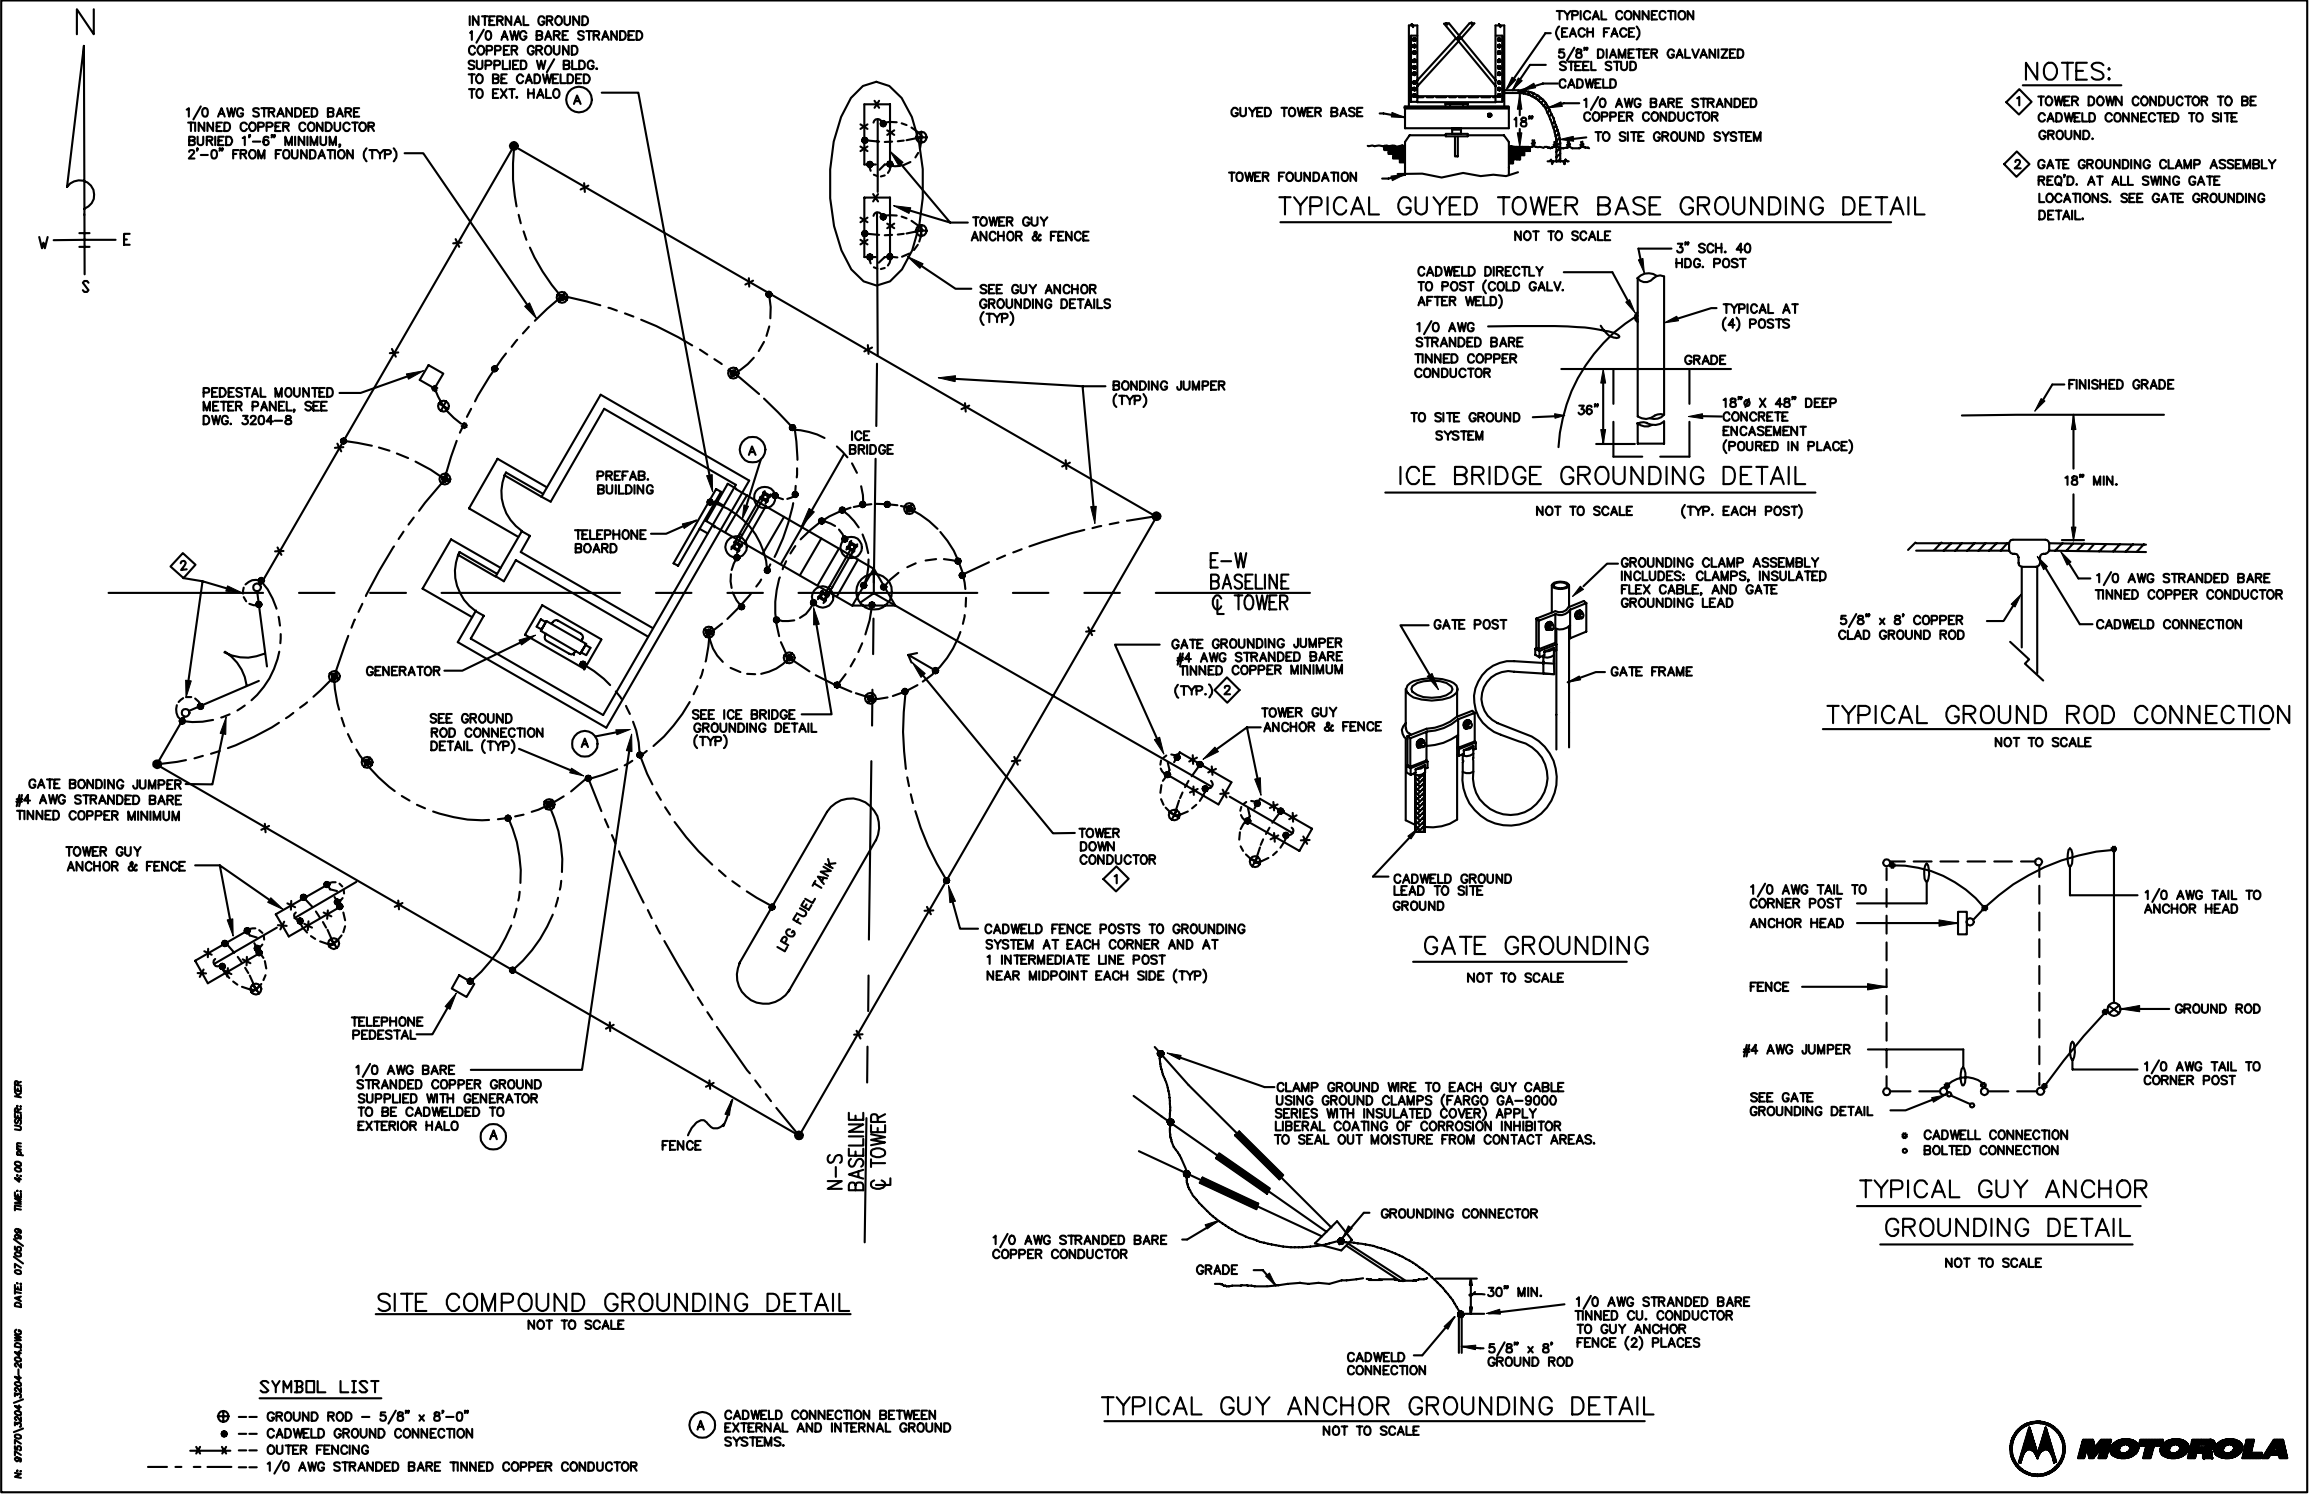 N
W
E
S
INTERNAL GROUND
1/0 AWG BARE STRANDED
COPPER GROUND
SUPPLIED W/ BLDG.
TO BE CADWELDED
TO EXT. HALO
A
1/0 AWG STRANDED BARE
TINNED COPPER CONDUCTOR
BURIED 1'-6" MINIMUM,
2'-0" FROM FOUNDATION (TYP)
TOWER GUY
ANCHOR & FENCE
SEE GUY ANCHOR
GROUNDING DETAILS
(TYP)
PEDESTAL MOUNTED
METER PANEL, SEE
DWG. 3204-8
BONDING JUMPER
(TYP)
ICE
BRIDGE
A
PREFAB.
BUILDING
TELEPHONE
BOARD
2
E-W
BASELINE
℄ TOWER
GENERATOR
GATE GROUNDING JUMPER
#4 AWG STRANDED BARE
TINNED COPPER MINIMUM
(TYP.)
2
SEE GROUND
ROD CONNECTION
DETAIL (TYP)
A
SEE ICE BRIDGE
GROUNDING DETAIL
(TYP)
TOWER GUY
ANCHOR & FENCE
GATE BONDING JUMPER
#4 AWG STRANDED BARE
TINNED COPPER MINIMUM
TOWER GUY
ANCHOR & FENCE
TOWER
DOWN
CONDUCTOR
1
LPG FUEL TANK
CADWELD FENCE POSTS TO GROUNDING
SYSTEM AT EACH CORNER AND AT
1 INTERMEDIATE LINE POST
NEAR MIDPOINT EACH SIDE (TYP)
TELEPHONE
PEDESTAL
1/0 AWG BARE
STRANDED COPPER GROUND
SUPPLIED WITH GENERATOR
TO BE CADWELDED TO
EXTERIOR HALO
A
FENCE
N-S
BASELINE
℄ TOWER
SITE COMPOUND GROUNDING DETAIL
NOT TO SCALE
SYMBOL LIST
-- GROUND ROD - 5/8" x 8'-0"
-- CADWELD GROUND CONNECTION
-- OUTER FENCING
-- 1/0 AWG STRANDED BARE TINNED COPPER CONDUCTOR
A
CADWELD CONNECTION BETWEEN
EXTERNAL AND INTERNAL GROUND
SYSTEMS.
N: 97570\3204\3204-204.DWG DATE: 07/05/99 TIME: 4:00 pm USER: KER
TYPICAL CONNECTION
(EACH FACE)
5/8" DIAMETER GALVANIZED
STEEL STUD
CADWELD
1/0 AWG BARE STRANDED
COPPER CONDUCTOR
GUYED TOWER BASE
18"
TO SITE GROUND SYSTEM
TOWER FOUNDATION
TYPICAL GUYED TOWER BASE GROUNDING DETAIL
NOT TO SCALE
3" SCH. 40
HDG. POST
CADWELD DIRECTLY
TO POST (COLD GALV.
AFTER WELD)
TYPICAL AT
(4) POSTS
1/0 AWG
STRANDED BARE
TINNED COPPER
CONDUCTOR
GRADE
36"
TO SITE GROUND
SYSTEM
18"ø X 48" DEEP
CONCRETE
ENCASEMENT
(POURED IN PLACE)
ICE BRIDGE GROUNDING DETAIL
NOT TO SCALE (TYP. EACH POST)
GROUNDING CLAMP ASSEMBLY
INCLUDES: CLAMPS, INSULATED
FLEX CABLE, AND GATE
GROUNDING LEAD
GATE POST
GATE FRAME
CADWELD GROUND
LEAD TO SITE
GROUND
GATE GROUNDING
NOT TO SCALE
CLAMP GROUND WIRE TO EACH GUY CABLE
USING GROUND CLAMPS (FARGO GA-9000
SERIES WITH INSULATED COVER) APPLY
LIBERAL COATING OF CORROSION INHIBITOR
TO SEAL OUT MOISTURE FROM CONTACT AREAS.
GROUNDING CONNECTOR
1/0 AWG STRANDED BARE
COPPER CONDUCTOR
GRADE
30" MIN.
1/0 AWG STRANDED BARE
TINNED CU. CONDUCTOR
TO GUY ANCHOR
FENCE (2) PLACES
CADWELD
CONNECTION
5/8" x 8'
GROUND ROD
TYPICAL GUY ANCHOR GROUNDING DETAIL
NOT TO SCALE
NOTES:
1 TOWER DOWN CONDUCTOR TO BE
CADWELD CONNECTED TO SITE
GROUND.
2 GATE GROUNDING CLAMP ASSEMBLY
REQ'D. AT ALL SWING GATE
LOCATIONS. SEE GATE GROUNDING
DETAIL.
FINISHED GRADE
18" MIN.
1/0 AWG STRANDED BARE
TINNED COPPER CONDUCTOR
5/8" x 8' COPPER
CLAD GROUND ROD
CADWELD CONNECTION
TYPICAL GROUND ROD CONNECTION
NOT TO SCALE
1/0 AWG TAIL TO
CORNER POST
1/0 AWG TAIL TO
ANCHOR HEAD
ANCHOR HEAD
FENCE
GROUND ROD
#4 AWG JUMPER
1/0 AWG TAIL TO
CORNER POST
SEE GATE
GROUNDING DETAIL
CADWELL CONNECTION
BOLTED CONNECTION
TYPICAL GUY ANCHOR
GROUNDING DETAIL
NOT TO SCALE
MOTOROLA